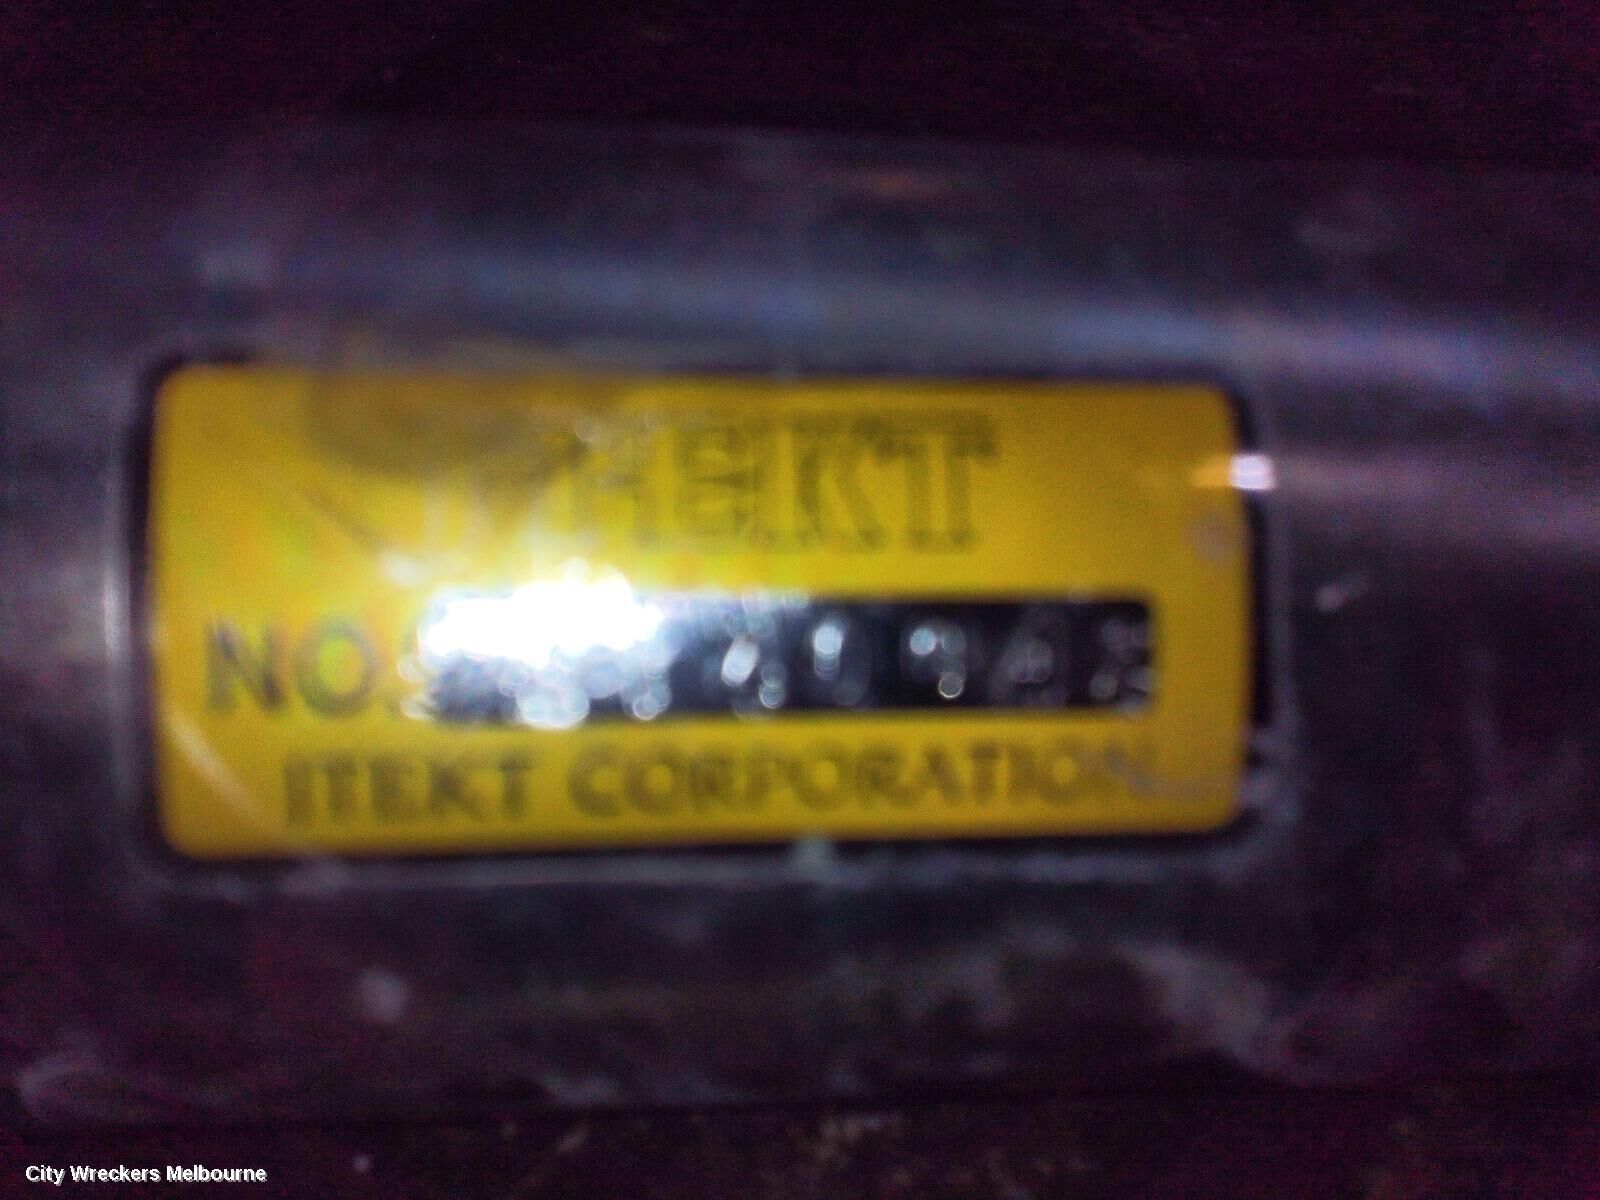 JTEKT
NO.
JTEKT CORPORATION
City Wreckers Melbourne